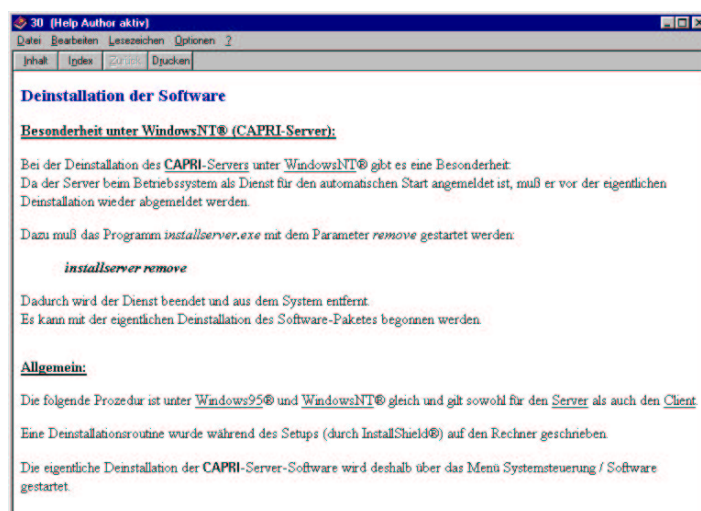 30 (Help Author aktiv)
Datei Bearbeiten Lesezeichen Optionen ?
Inhalt Index Zurück Drucken
Deinstallation der Software
Besonderheit unter WindowsNT® (CAPRI-Server):
Bei der Deinstallation des CAPRI-Servers unter WindowsNT® gibt es eine Besonderheit:
Da der Server beim Betriebssystem als Dienst für den automatischen Start angemeldet ist, muß er vor der eigentlichen
Deinstallation wieder abgemeldet werden.
Dazu muß das Programm installserver.exe mit dem Parameter remove gestartet werden:
installserver remove
Dadurch wird der Dienst beendet und aus dem System entfernt.
Es kann mit der eigentlichen Deinstallation des Software-Paketes begonnen werden.
Allgemein:
Die folgende Prozedur ist unter Windows95® und WindowsNT® gleich und gilt sowohl für den Server als auch den Client.
Eine Deinstallationsroutine wurde während des Setups (durch InstallShield®) auf den Rechner geschrieben.
Die eigentliche Deinstallation der CAPRI-Server-Software wird deshalb über das Menü Systemsteuerung / Software
gestartet.